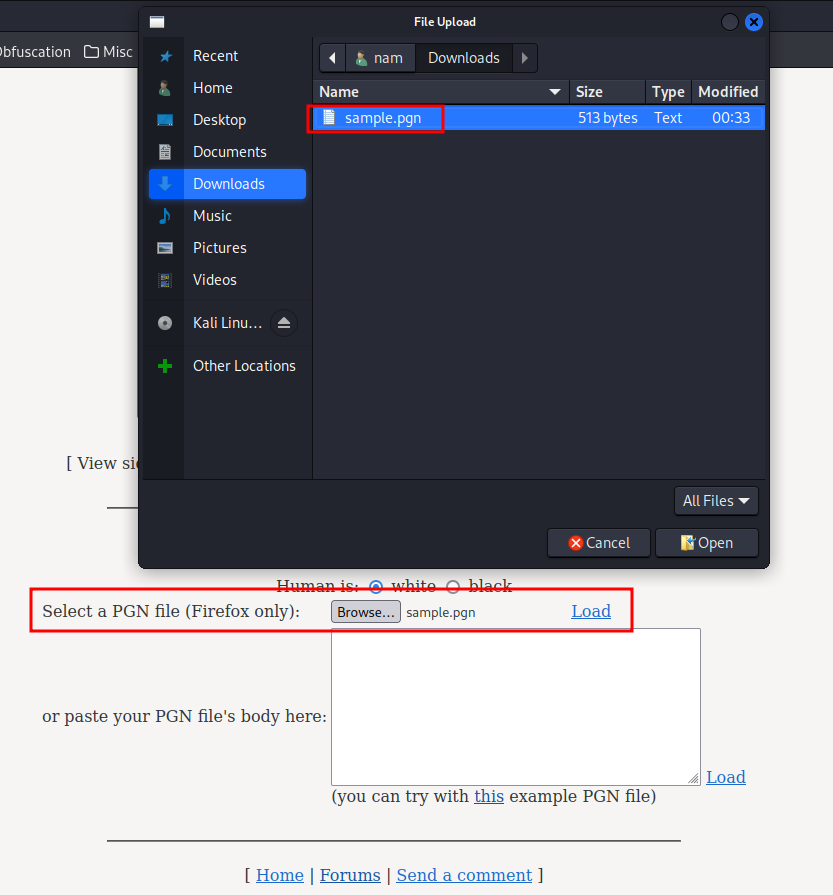 File Upload
bfuscation Misc
Recent
Home
Desktop
Documents
Downloads
Music
Pictures
Videos
Kali Linu...
Other Locations
nam Downloads
Name Size Type Modified
sample.pgn 513 bytes Text 00:33
All Files
Cancel Open
[ View
Human is: white black
Select a PGN file (Firefox only): Browse... sample.pgn Load
or paste your PGN file's body here:
Load
(you can try with this example PGN file)
[ Home | Forums | Send a comment ]